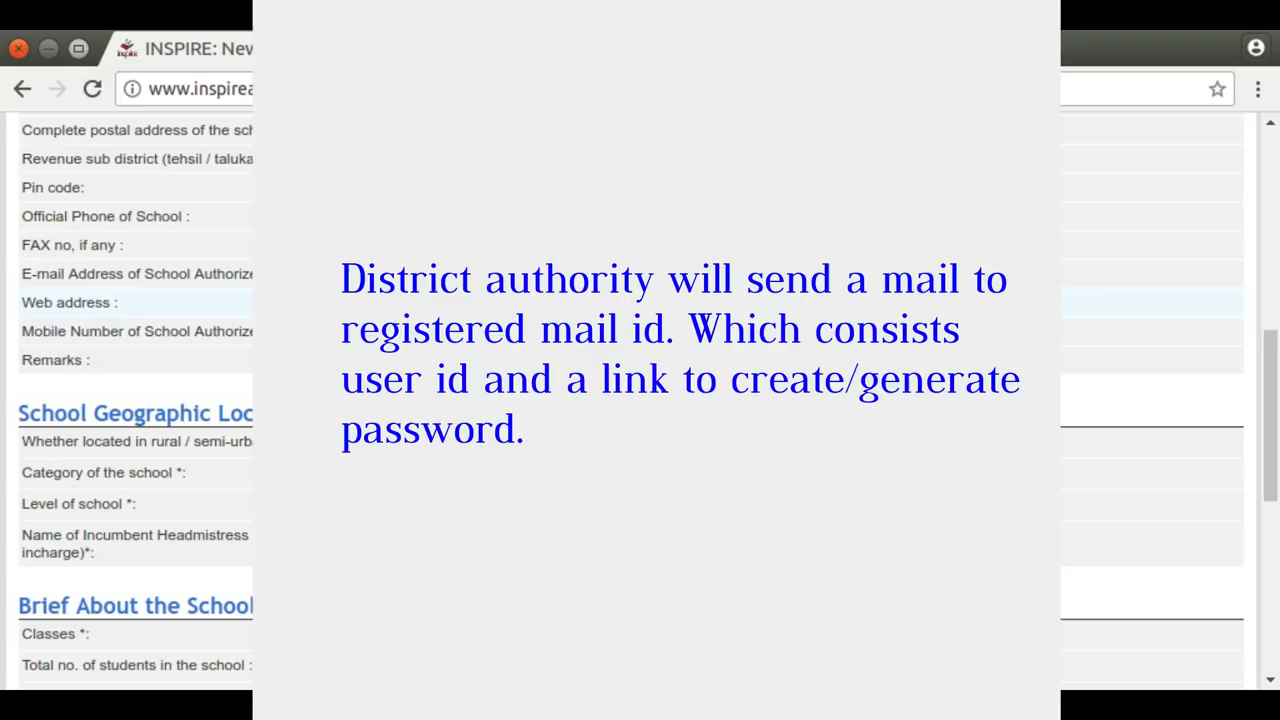 INSPIRE: New
www.inspirea
Complete postal address of the sch
Revenue sub district (tehsil / taluka
Pin code:
Official Phone of School :
FAX no, if any :
E-mail Address of School Authorize
Web address :
Mobile Number of School Authorize
Remarks :
School Geographic Loc
Whether located in rural / semi-urb
Category of the school *:
Level of school *:
Name of Incumbent Headmistress
incharge)*:
Brief About the School
Classes *:
Total no. of students in the school :
District authority will send a mail to
registered mail id. Which consists
user id and a link to create/generate
password.